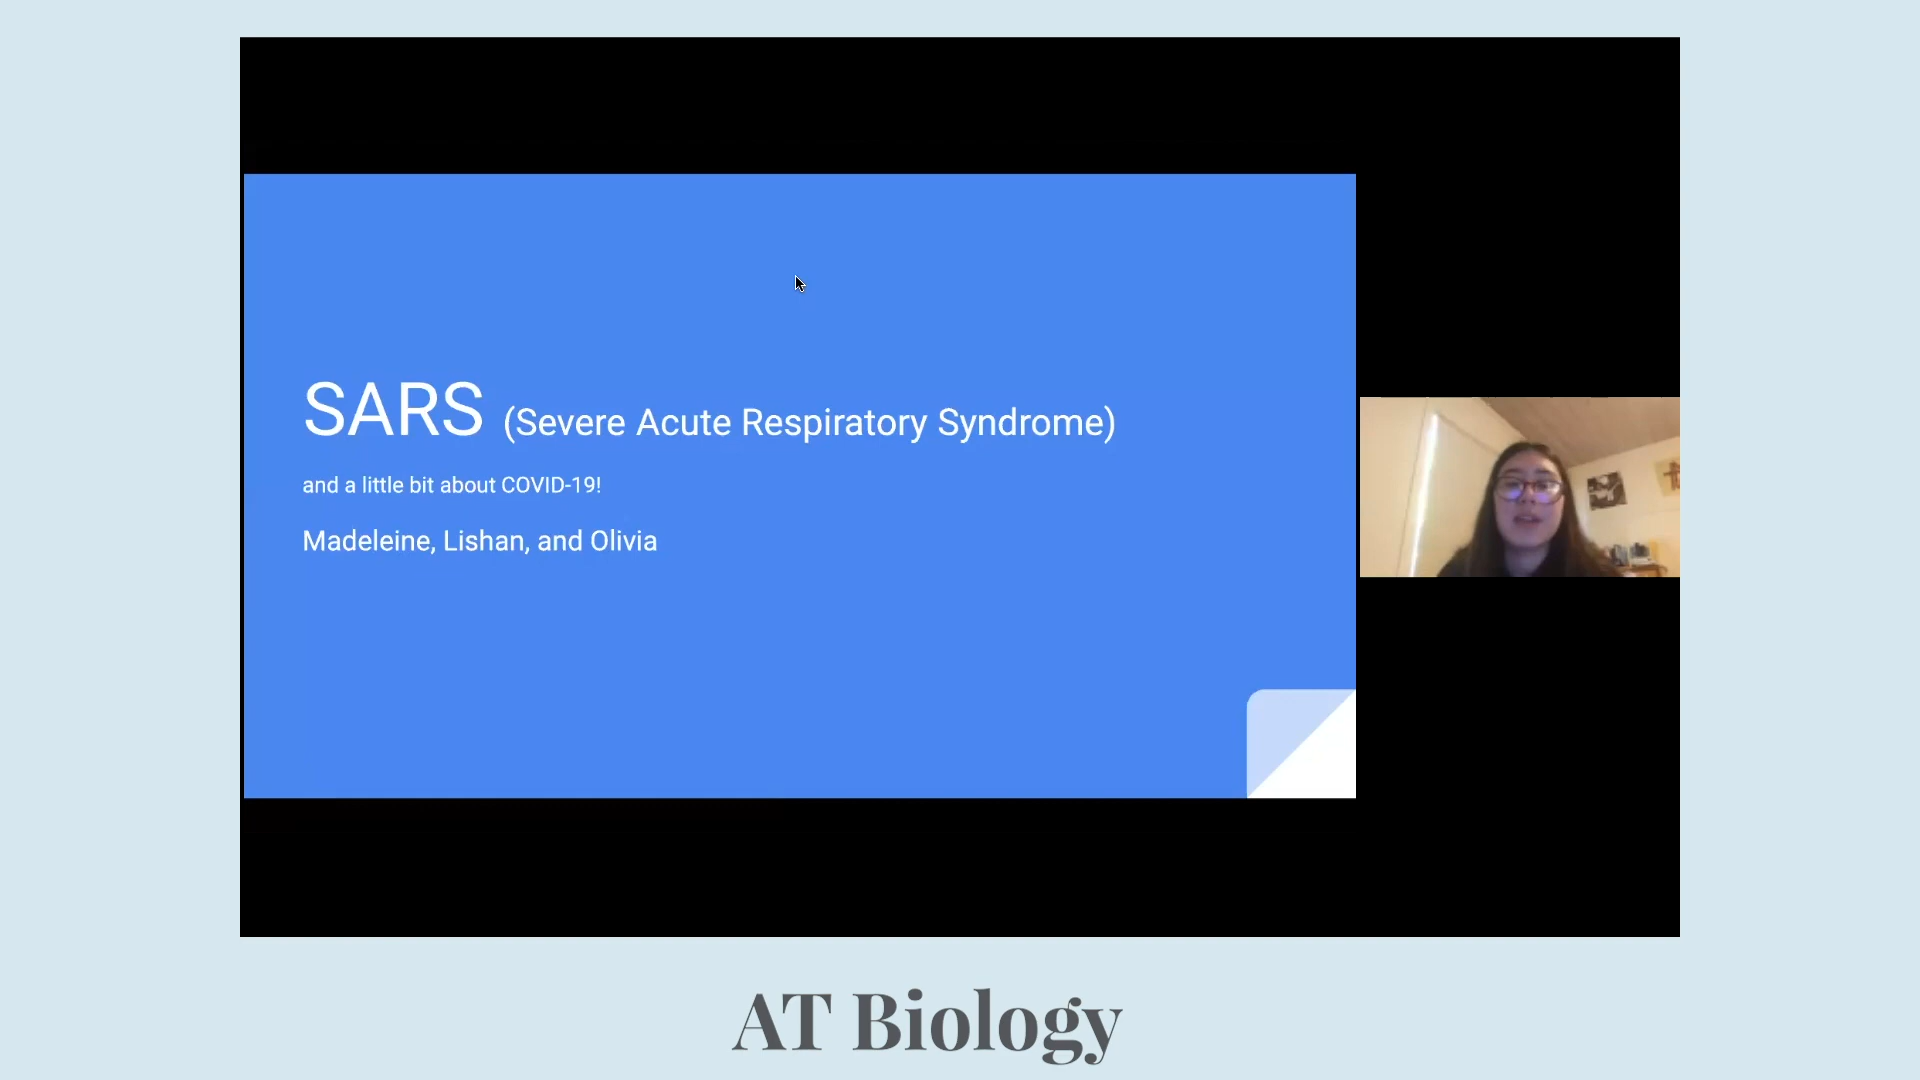 SARS (Severe Acute Respiratory Syndrome)
and a little bit about COVID-19!
Madeleine, Lishan, and Olivia
AT Biology